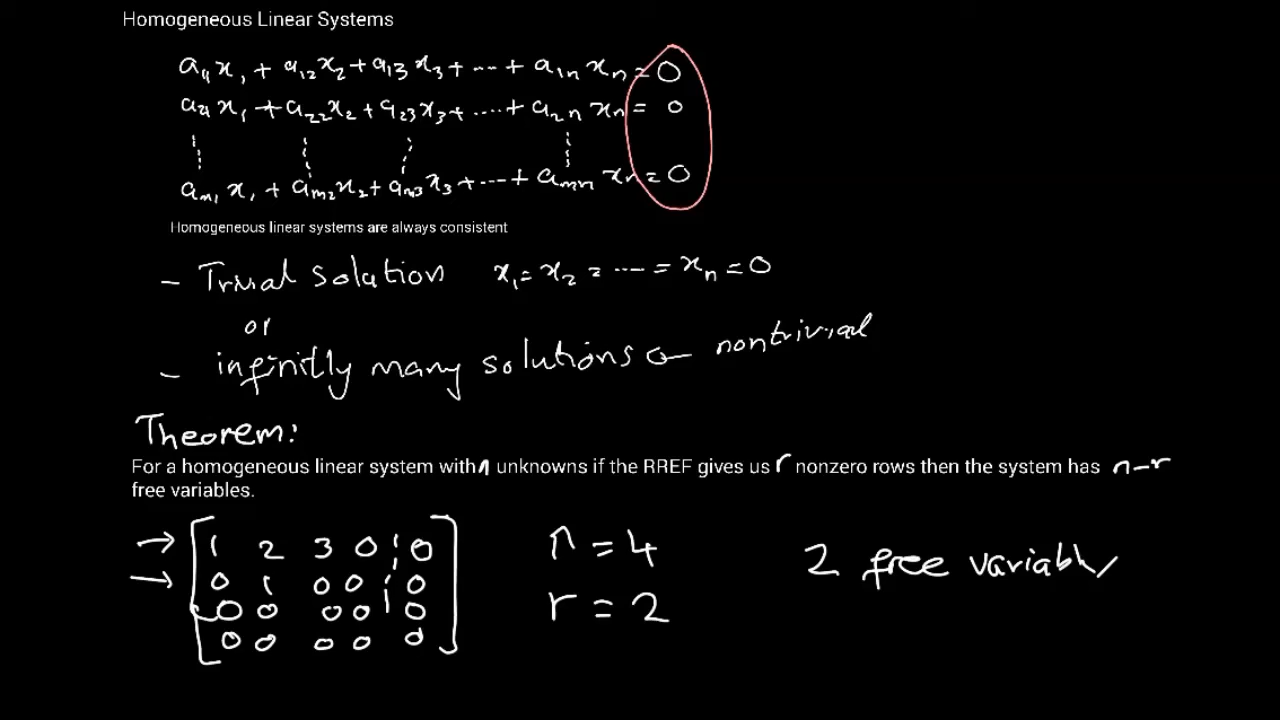 Homogeneous Linear Systems
a₁₁x₁ + a₁₂x₂ + a₁₃x₃ + ---- + a₁ₙxₙ = 0
a₂₁x₁ + a₂₂x₂ + a₂₃x₃ + ---- + a₂ₙxₙ = 0
aₘ₁x₁ + aₘ₂x₂ + aₘ₃x₃ + ---- + aₘₙxₙ = 0
Homogeneous linear systems are always consistent
- Trivial solution x₁ = x₂ = ---- = xₙ = 0
or
- infinitly many solutions ← nontrivial
Theorem:
For a homogeneous linear system with n unknowns if the RREF gives us r nonzero rows then the system has n-r
free variables.
→ 1 2 3 0 ¦ 0
→ 0 1 0 0 ¦ 0
0 0 0 0 ¦ 0
0 0 0 0 0
n = 4
r = 2
2 free variables